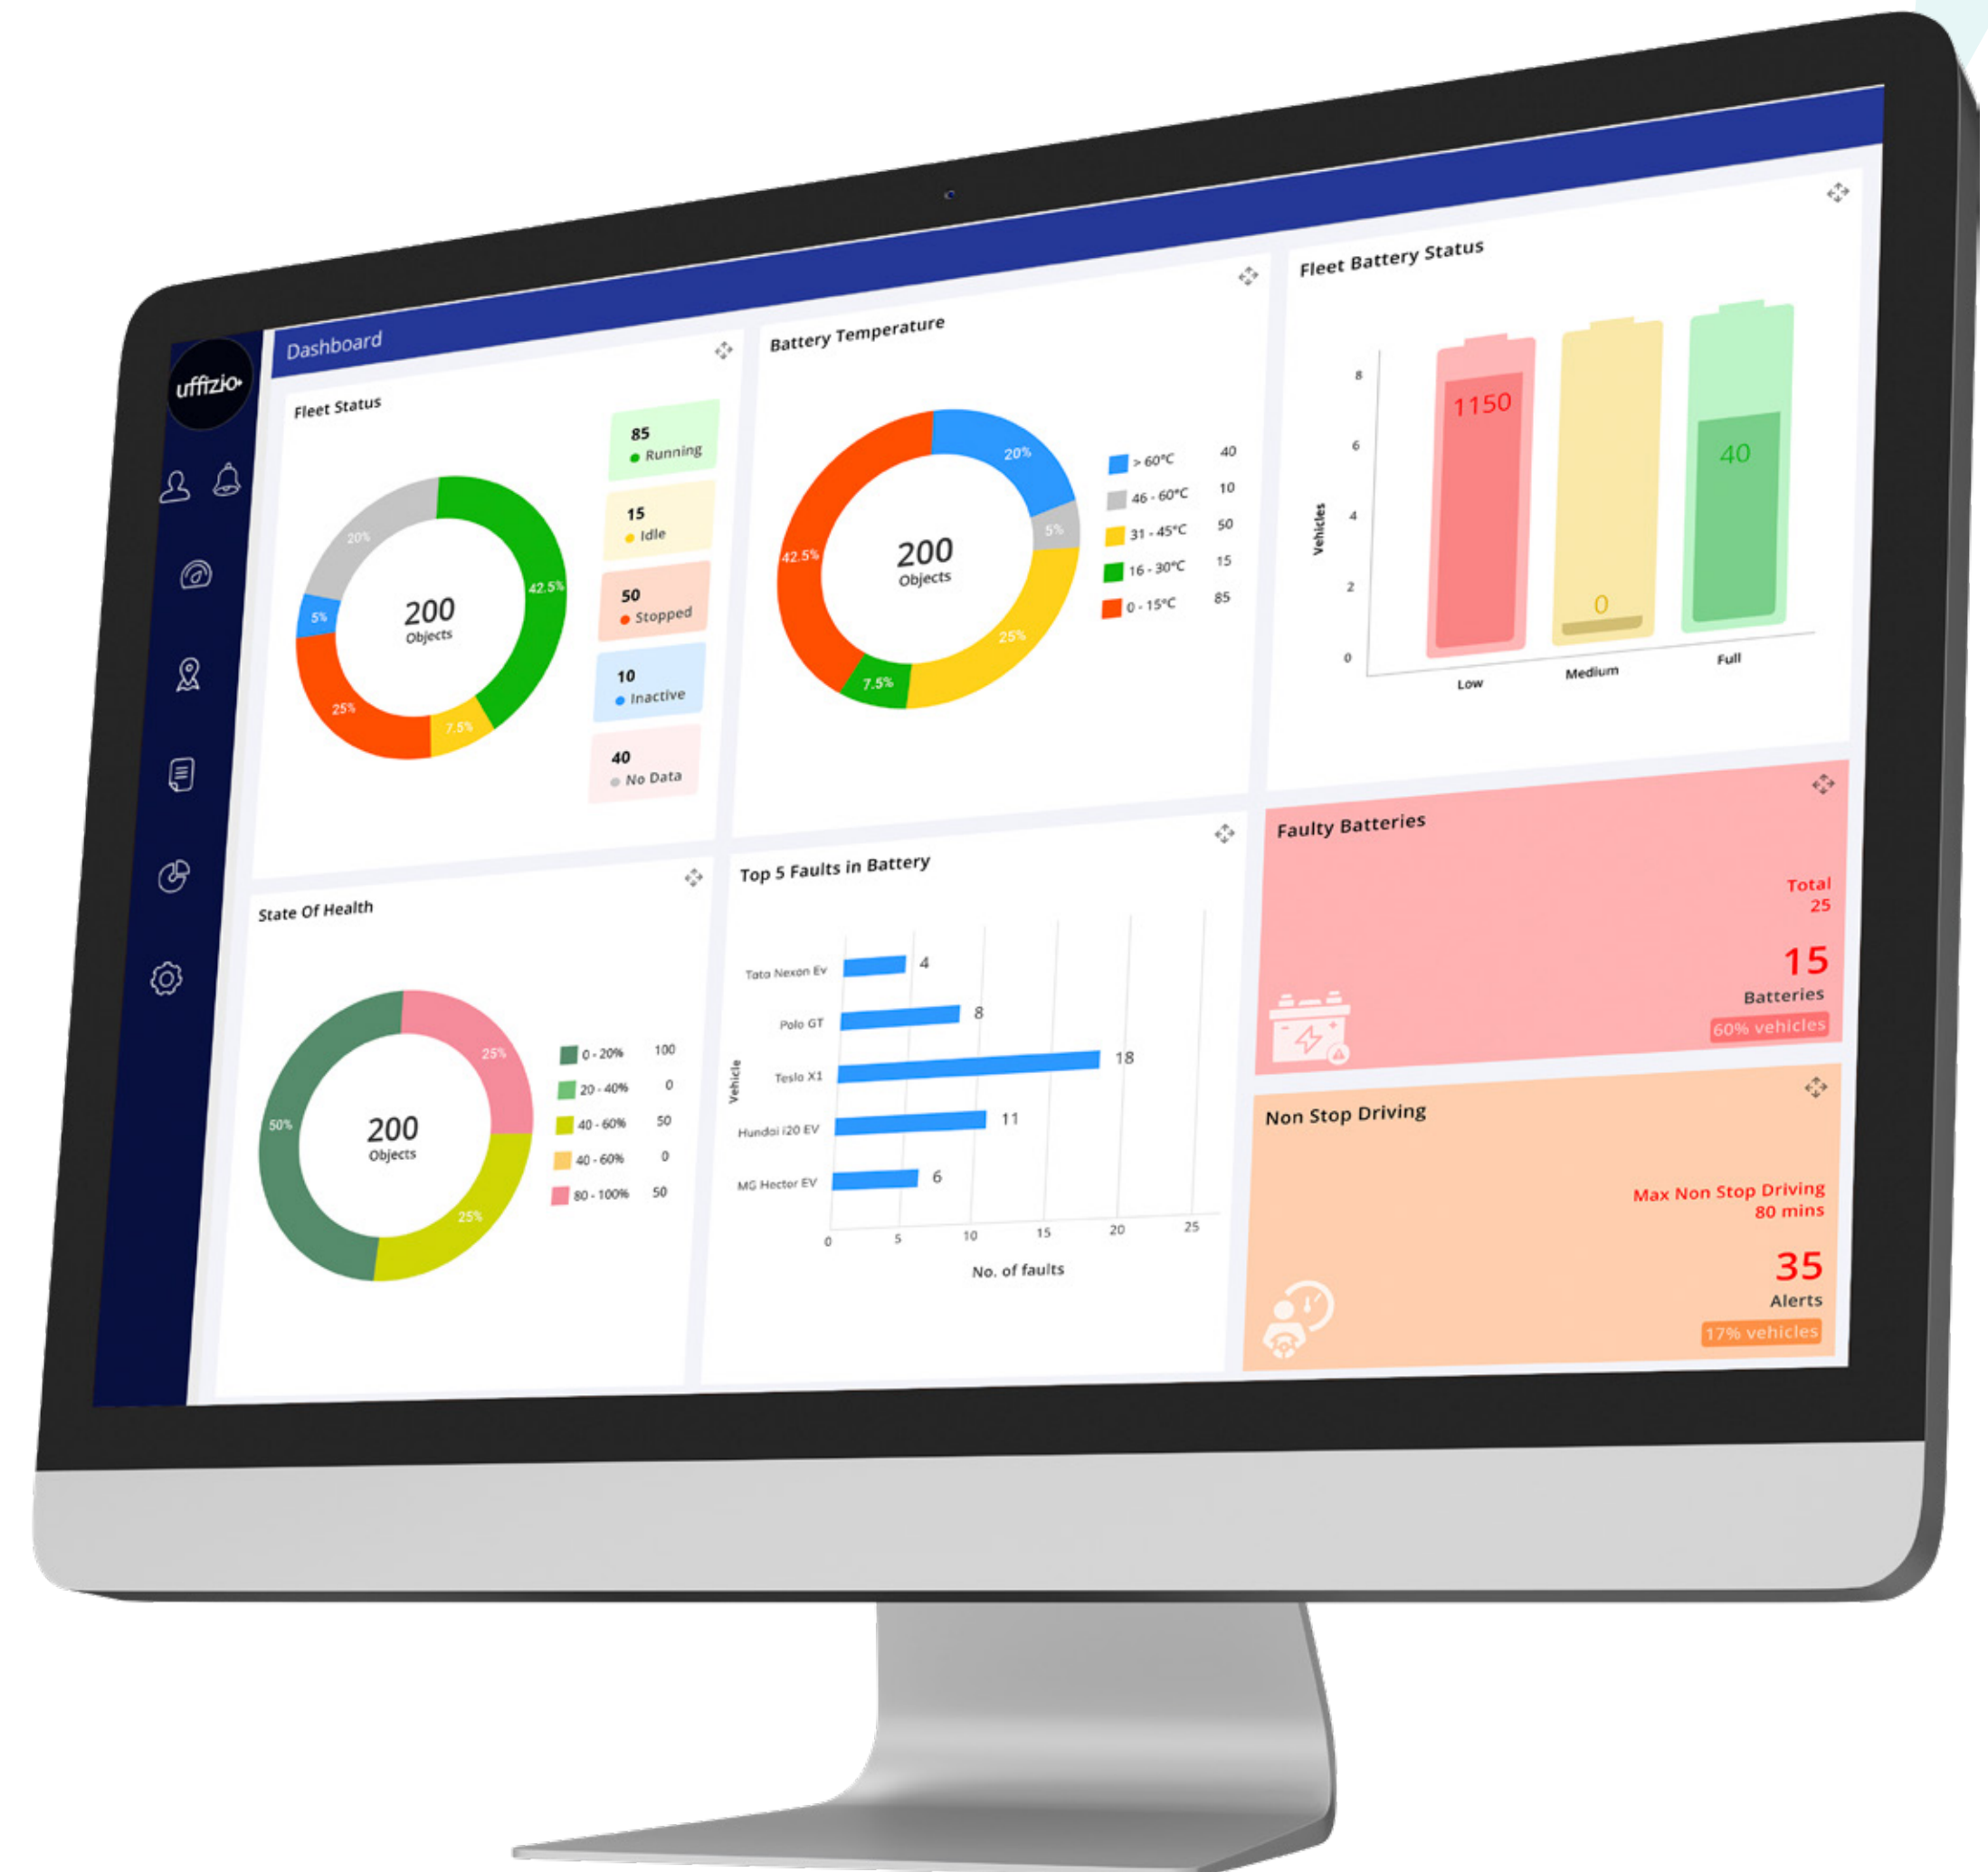 uffizio
Dashboard
Fleet Status
85
Running
15
Idle
50
Stopped
10
Inactive
40
No Data
20%
42.5%
5%
25%
7.5%
200
Objects
Battery Temperature
20%
5%
42.5%
25%
7.5%
200
Objects
> 60°C 40
46 - 60°C 10
31 - 45°C 50
16 - 30°C 15
0 - 15°C 85
Fleet Battery Status
Vehicles
8
6
4
2
0
1150
0
40
Low
Medium
Full
State Of Health
25%
50%
25%
200
Objects
0 - 20% 100
20 - 40% 0
40 - 60% 50
40 - 60% 0
80 - 100% 50
Top 5 Faults in Battery
Vehicle
Tata Nexon Ev 4
Polo GT 8
Tesla X1 18
Hundai i20 EV 11
MG Hector EV 6
0 5 10 15 20 25
No. of faults
Faulty Batteries
Total
25
15
Batteries
60% vehicles
Non Stop Driving
Max Non Stop Driving
80 mins
35
Alerts
17% vehicles